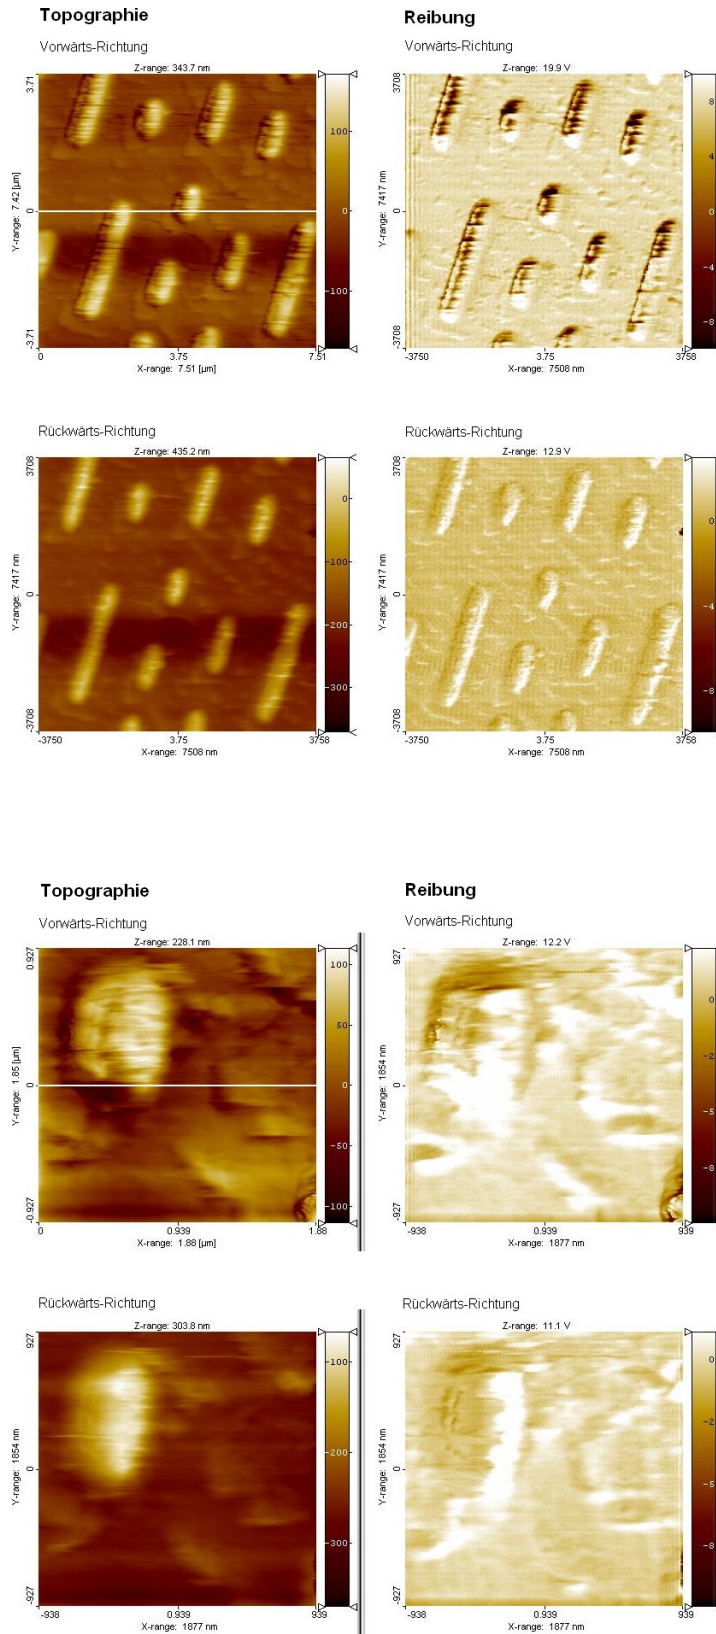 Topographie
Reibung
Vorwärts-Richtung
Vorwärts-Richtung
Z-range: 343.7 nm
Z-range: 19.9 V
3.71
Y-range: 7.42 [µm]
0
-3.71
100
0
-100
0
3.75
7.51
X-range: 7.51 [µm]
3708
Y-range: 7417 nm
0
-3708
8
4
0
-4
-8
-3750
3.75
3758
X-range: 7508 nm
Rückwärts-Richtung
Rückwärts-Richtung
Z-range: 435.2 nm
Z-range: 12.9 V
3708
Y-range: 7417 nm
0
-3708
0
-100
-200
300
-3750
3.75
3758
X-range: 7508 nm
3708
Y-range: 7417 nm
0
-3708
0
-8
-3750
3.75
3758
X-range: 7508 nm
Topographie
Reibung
Vorwärts-Richtung
Vorwärts-Richtung
Z-range: 228.1 nm
Z-range: 12.2 V
0.927
Y-range: 1.85 [µm]
0
-0.927
100
50
0
-50
100
0
0.939
1.88
X-range: 1.88 [µm]
927
Y-range: 1854 nm
0
-927
0
-2
-5
-8
-938
0.939
939
X-range: 1877 nm
Rückwärts-Richtung
Rückwärts-Richtung
Z-range: 303.8 nm
Z-range: 11.1 V
927
Y-range: 1854 nm
0
-927
-100
-200
-300
-938
0.939
939
X-range: 1877 nm
927
Y-range: 1854 nm
0
-927
0
-2
-5
-8
-938
0.939
939
X-range: 1877 nm